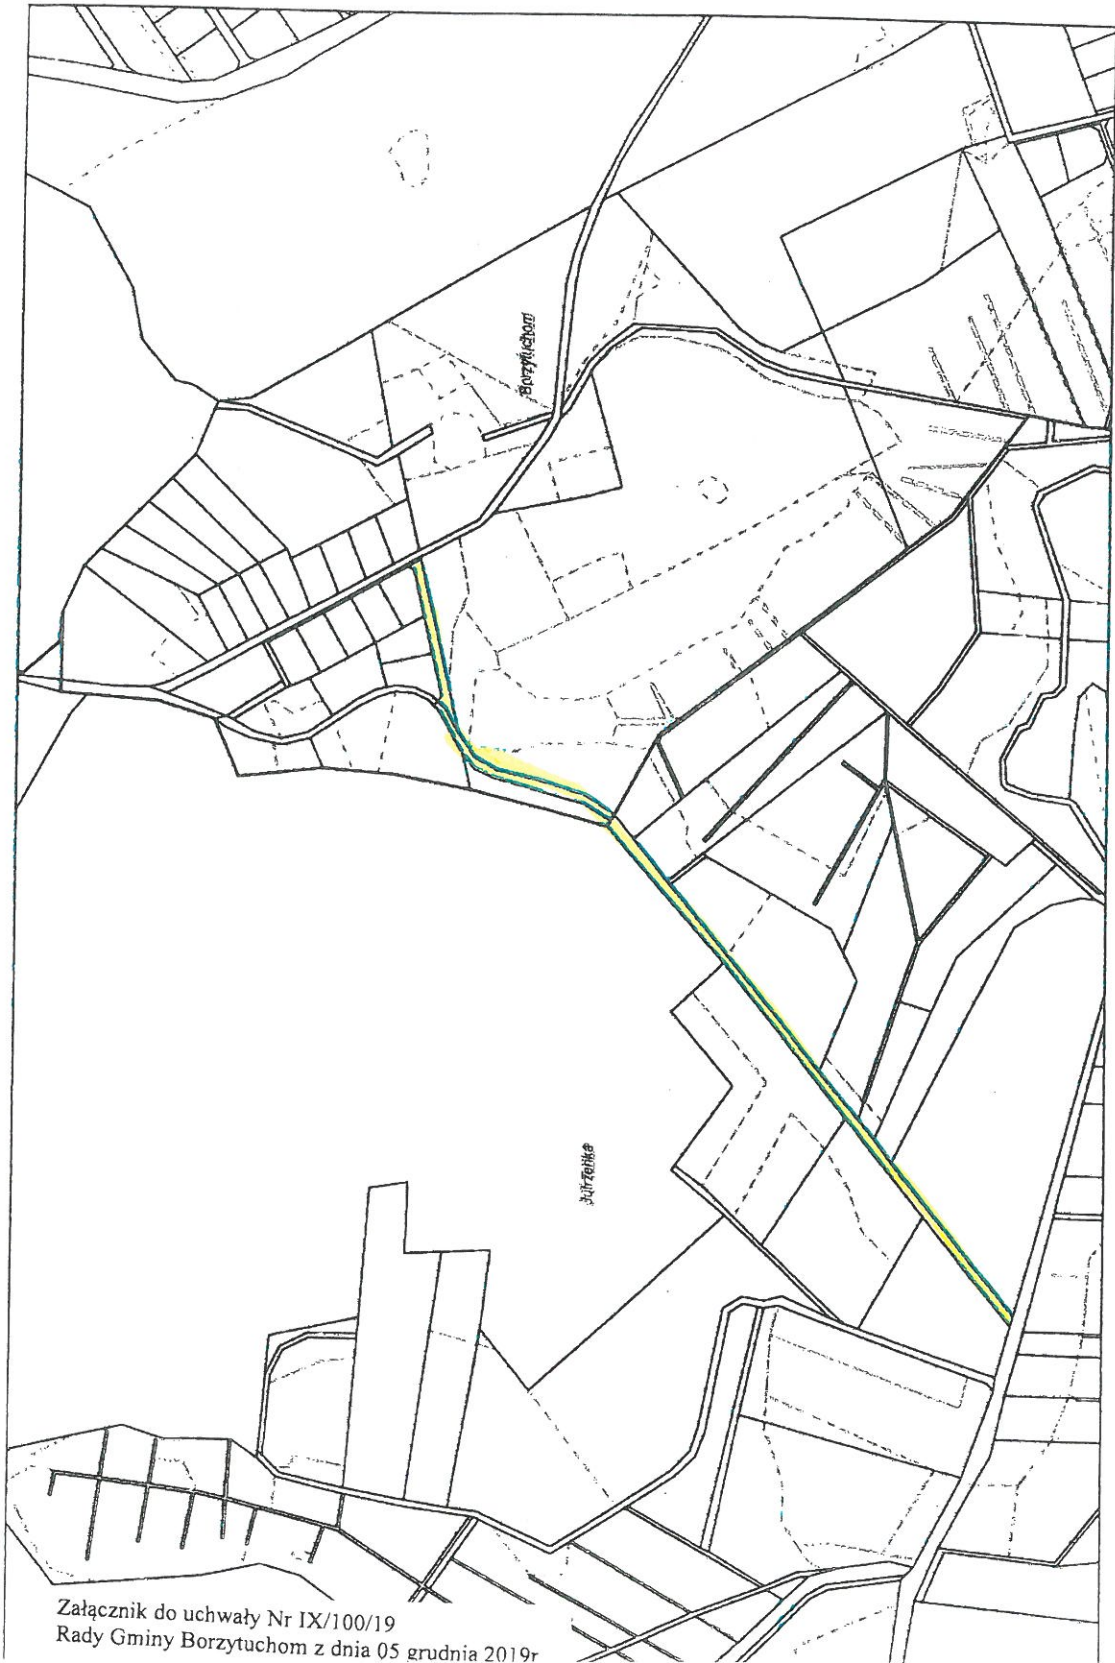 Borzytuchom
Jutrzenka
Załącznik do uchwały Nr IX/100/19
Rady Gminy Borzytuchom z dnia 05 grudnia 2019r